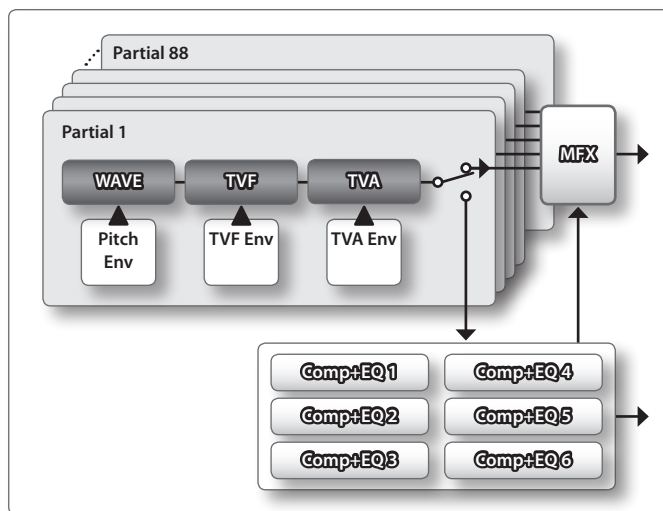 Partial 88
Partial 1
WAVE
TVF
TVA
MFX
Pitch
Env
TVF Env
TVA Env
Comp+EQ 1
Comp+EQ 4
Comp+EQ 2
Comp+EQ 5
Comp+EQ 3
Comp+EQ 6